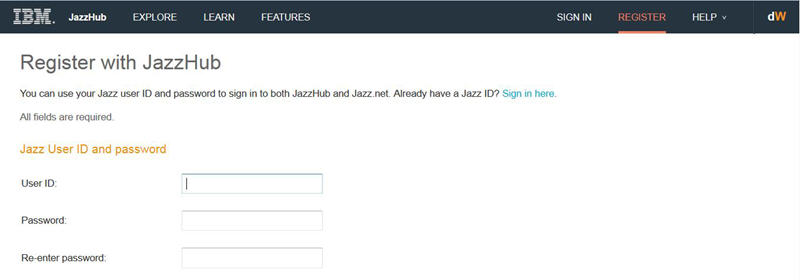 IBM. JazzHub EXPLORE LEARN FEATURES SIGN IN REGISTER HELP dW
Register with JazzHub
You can use your Jazz user ID and password to sign in to both JazzHub and Jazz.net. Already have a Jazz ID? Sign in here.
All fields are required.
Jazz User ID and password
User ID:
Password:
Re-enter password: